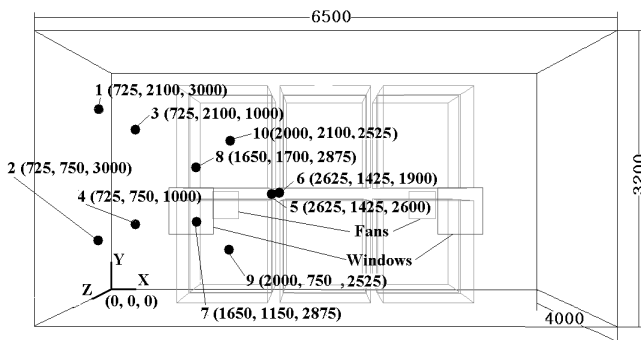 6500
1 (725, 2100, 3000)
3 (725, 2100, 1000)
10(2000, 2100, 2525)
8 (1650, 1700, 2875)
2 (725, 750, 3000)
6 (2625, 1425, 1900)
4 (725, 750, 1000)
5 (2625, 1425, 2600)
3200
Fans
Windows
Y
Z
X
(0, 0, 0)
9 (2000, 750 , 2525)
7 (1650, 1150, 2875)
4000